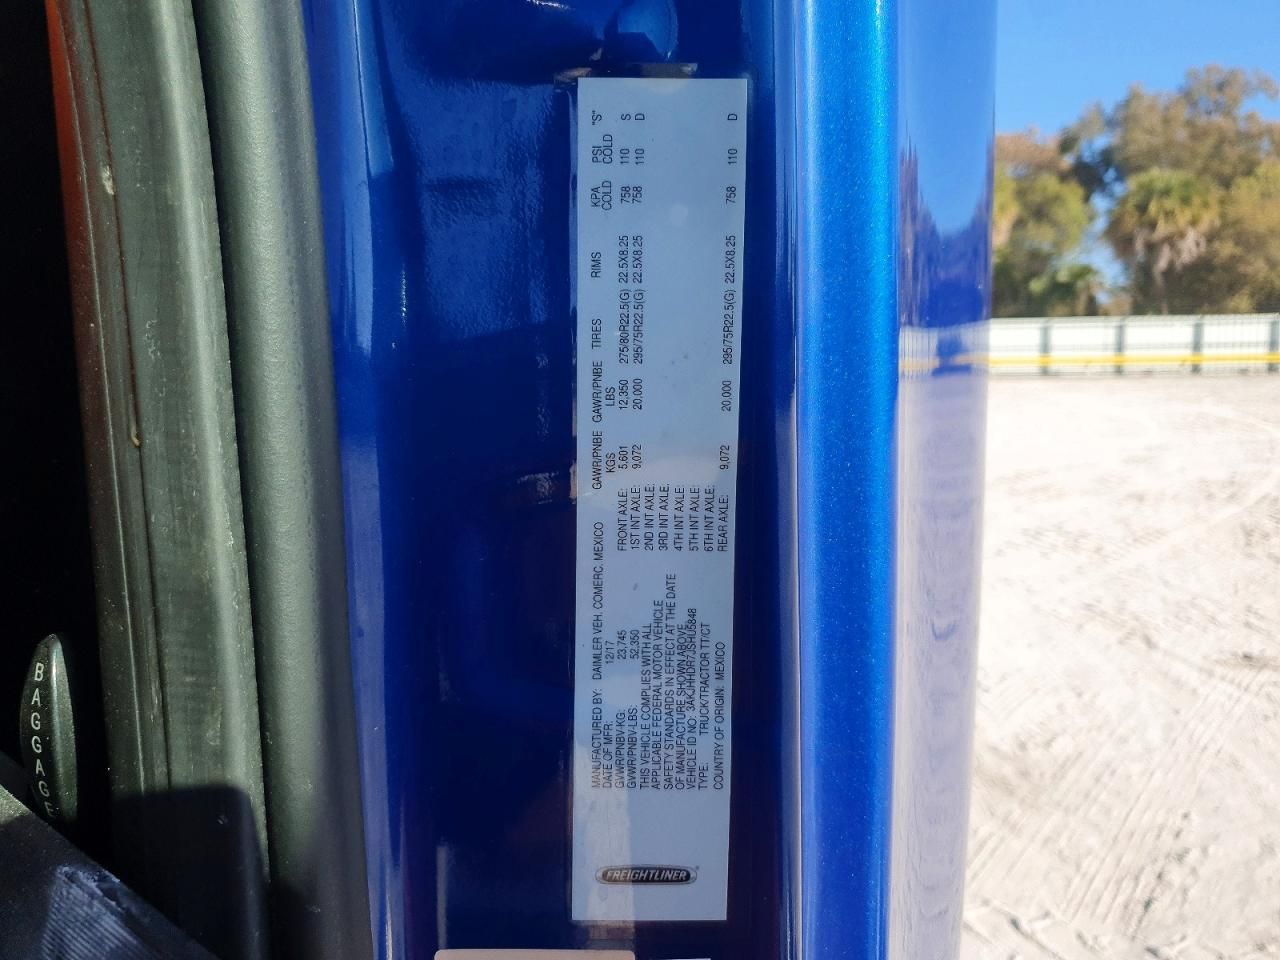 MANUFACTURED BY: DAIMLER VEH. COMERC. MEXICO
DATE OF MFR: 12/17
GVWR/PNBV-KG: 23,745
GVWR/PNBV-LBS: 52,350
THIS VEHICLE COMPLIES WITH ALL
APPLICABLE FEDERAL MOTOR VEHICLE
SAFETY STANDARDS IN EFFECT AT THE DATE
OF MANUFACTURE SHOWN ABOVE.
VEHICLE ID NO: 3AKJHHDR7JSHU5848
TYPE: TRUCK/TRACTOR TT/CT
COUNTRY OF ORIGIN: MEXICO
GAWR/PNBE KGS GAWR/PNBE LBS TIRES RIMS KPA COLD PSI COLD "S"
FRONT AXLE: 5,601 12,350 275/80R22.5(G) 22.5X8.25 758 110 S
1ST INT AXLE: 9,072 20,000 295/75R22.5(G) 22.5X8.25 758 110 D
2ND INT AXLE:
3RD INT AXLE:
4TH INT AXLE:
5TH INT AXLE:
6TH INT AXLE:
REAR AXLE: 9,072 20,000 295/75R22.5(G) 22.5X8.25 758 110 D
FREIGHTLINER
BAGGAGE